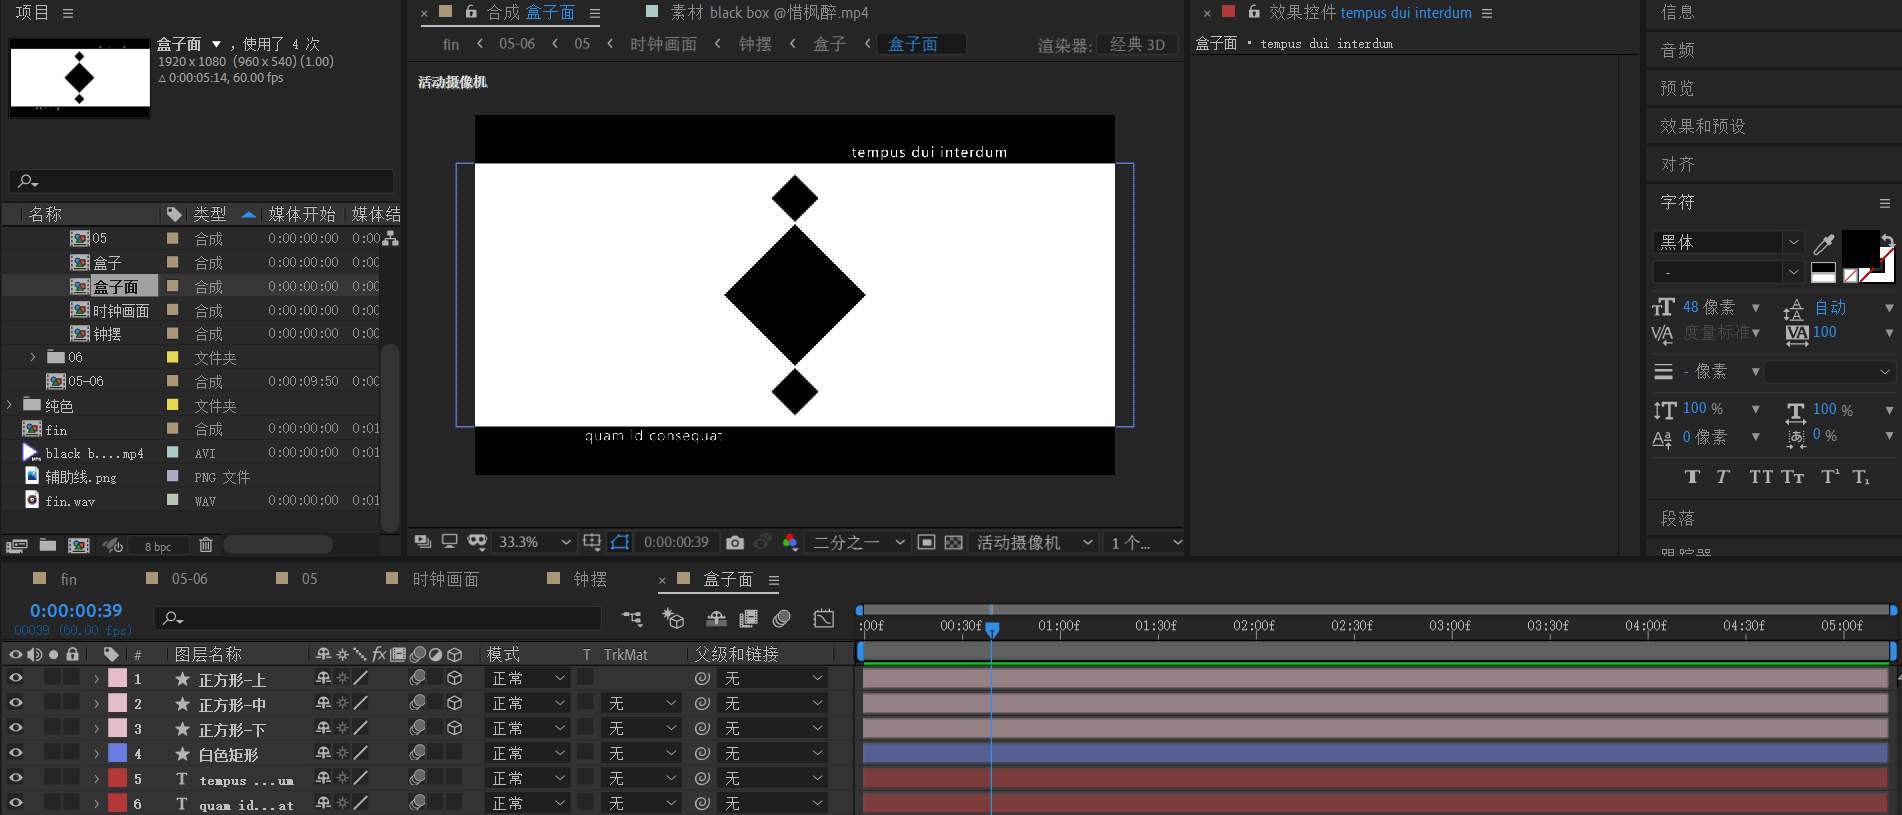 项目
盒子面 ▼ ，使用了 4 次
1920 x 1080 (960 x 540) (1.00)
△ 0:00:05:14, 60.00 fps
名称 类型 媒体开始 媒体结
05 合成 0:00:00:00 0:00
盒子 合成 0:00:00:00 0:00
盒子面 合成 0:00:00:00 0:00
时钟画面 合成 0:00:00:00 0:00
钟摆 合成 0:00:00:00 0:00
06 文件夹
05-06 合成 0:00:09:50 0:00
纯色 文件夹
fin 合成 0:00:00:00 0:01
black b....mp4 AVI 0:00:00:00 0:01
辅助线.png PNG 文件
fin.wav WAV 0:00:00:00 0:01
8 bpc
× 合成 盒子面
素材 black box @惜枫醉.mp4
fin ‹ 05-06 ‹ 05 ‹ 时钟画面 ‹ 钟摆 ‹ 盒子 ‹ 盒子面
渲染器: 经典 3D
活动摄像机
tempus dui interdum
quam id consequat
33.3% 0:00:00:39 二分之一 活动摄像机 1 个...
× 效果控件 tempus dui interdum
盒子面 • tempus dui interdum
信息
音频
预览
效果和预设
对齐
字符
黑体
-
48 像素 自动
度量标准 100
- 像素
100 % 100 %
0 像素 0 %
T T TT Tт T¹ T₁
段落
跟踪器
fin 05-06 05 时钟画面 钟摆 × 盒子面
0:00:00:39
00039 (60.00 fps)
:00f 00:30f 01:00f 01:30f 02:00f 02:30f 03:00f 03:30f 04:00f 04:30f 05:00f
# 图层名称 fx 模式 T TrkMat 父级和链接
1 正方形-上 正常 无
2 正方形-中 正常 无 无
3 正方形-下 正常 无 无
4 白色矩形 正常 无 无
5 T tempus ...um 正常 无 无
6 T quam id...at 正常 无 无